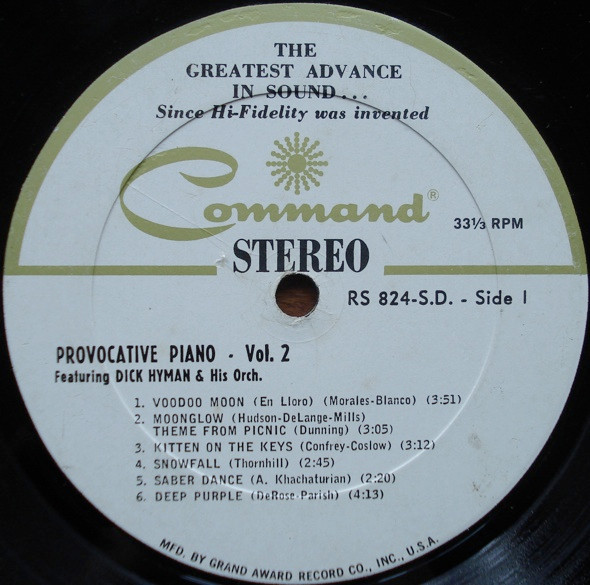 THE
GREATEST ADVANCE
IN SOUND...
Since Hi-Fidelity was invented
Command®
33⅓ RPM
STEREO
RS 824-S.D. - Side 1
PROVOCATIVE PIANO - Vol. 2
Featuring DICK HYMAN & His Orch.
1. VOODOO MOON (En Lloro) (Morales-Blanco) (3:51)
2. MOONGLOW (Hudson-DeLange-Mills)
THEME FROM PICNIC (Dunning) (3:05)
3. KITTEN ON THE KEYS (Confrey-Coslow) (3:12)
4. SNOWFALL (Thornhill) (2:45)
5. SABER DANCE (A. Khachaturian) (2:20)
6. DEEP PURPLE (DeRose-Parish) (4:13)
MFD. BY GRAND AWARD RECORD CO., INC., U.S.A.